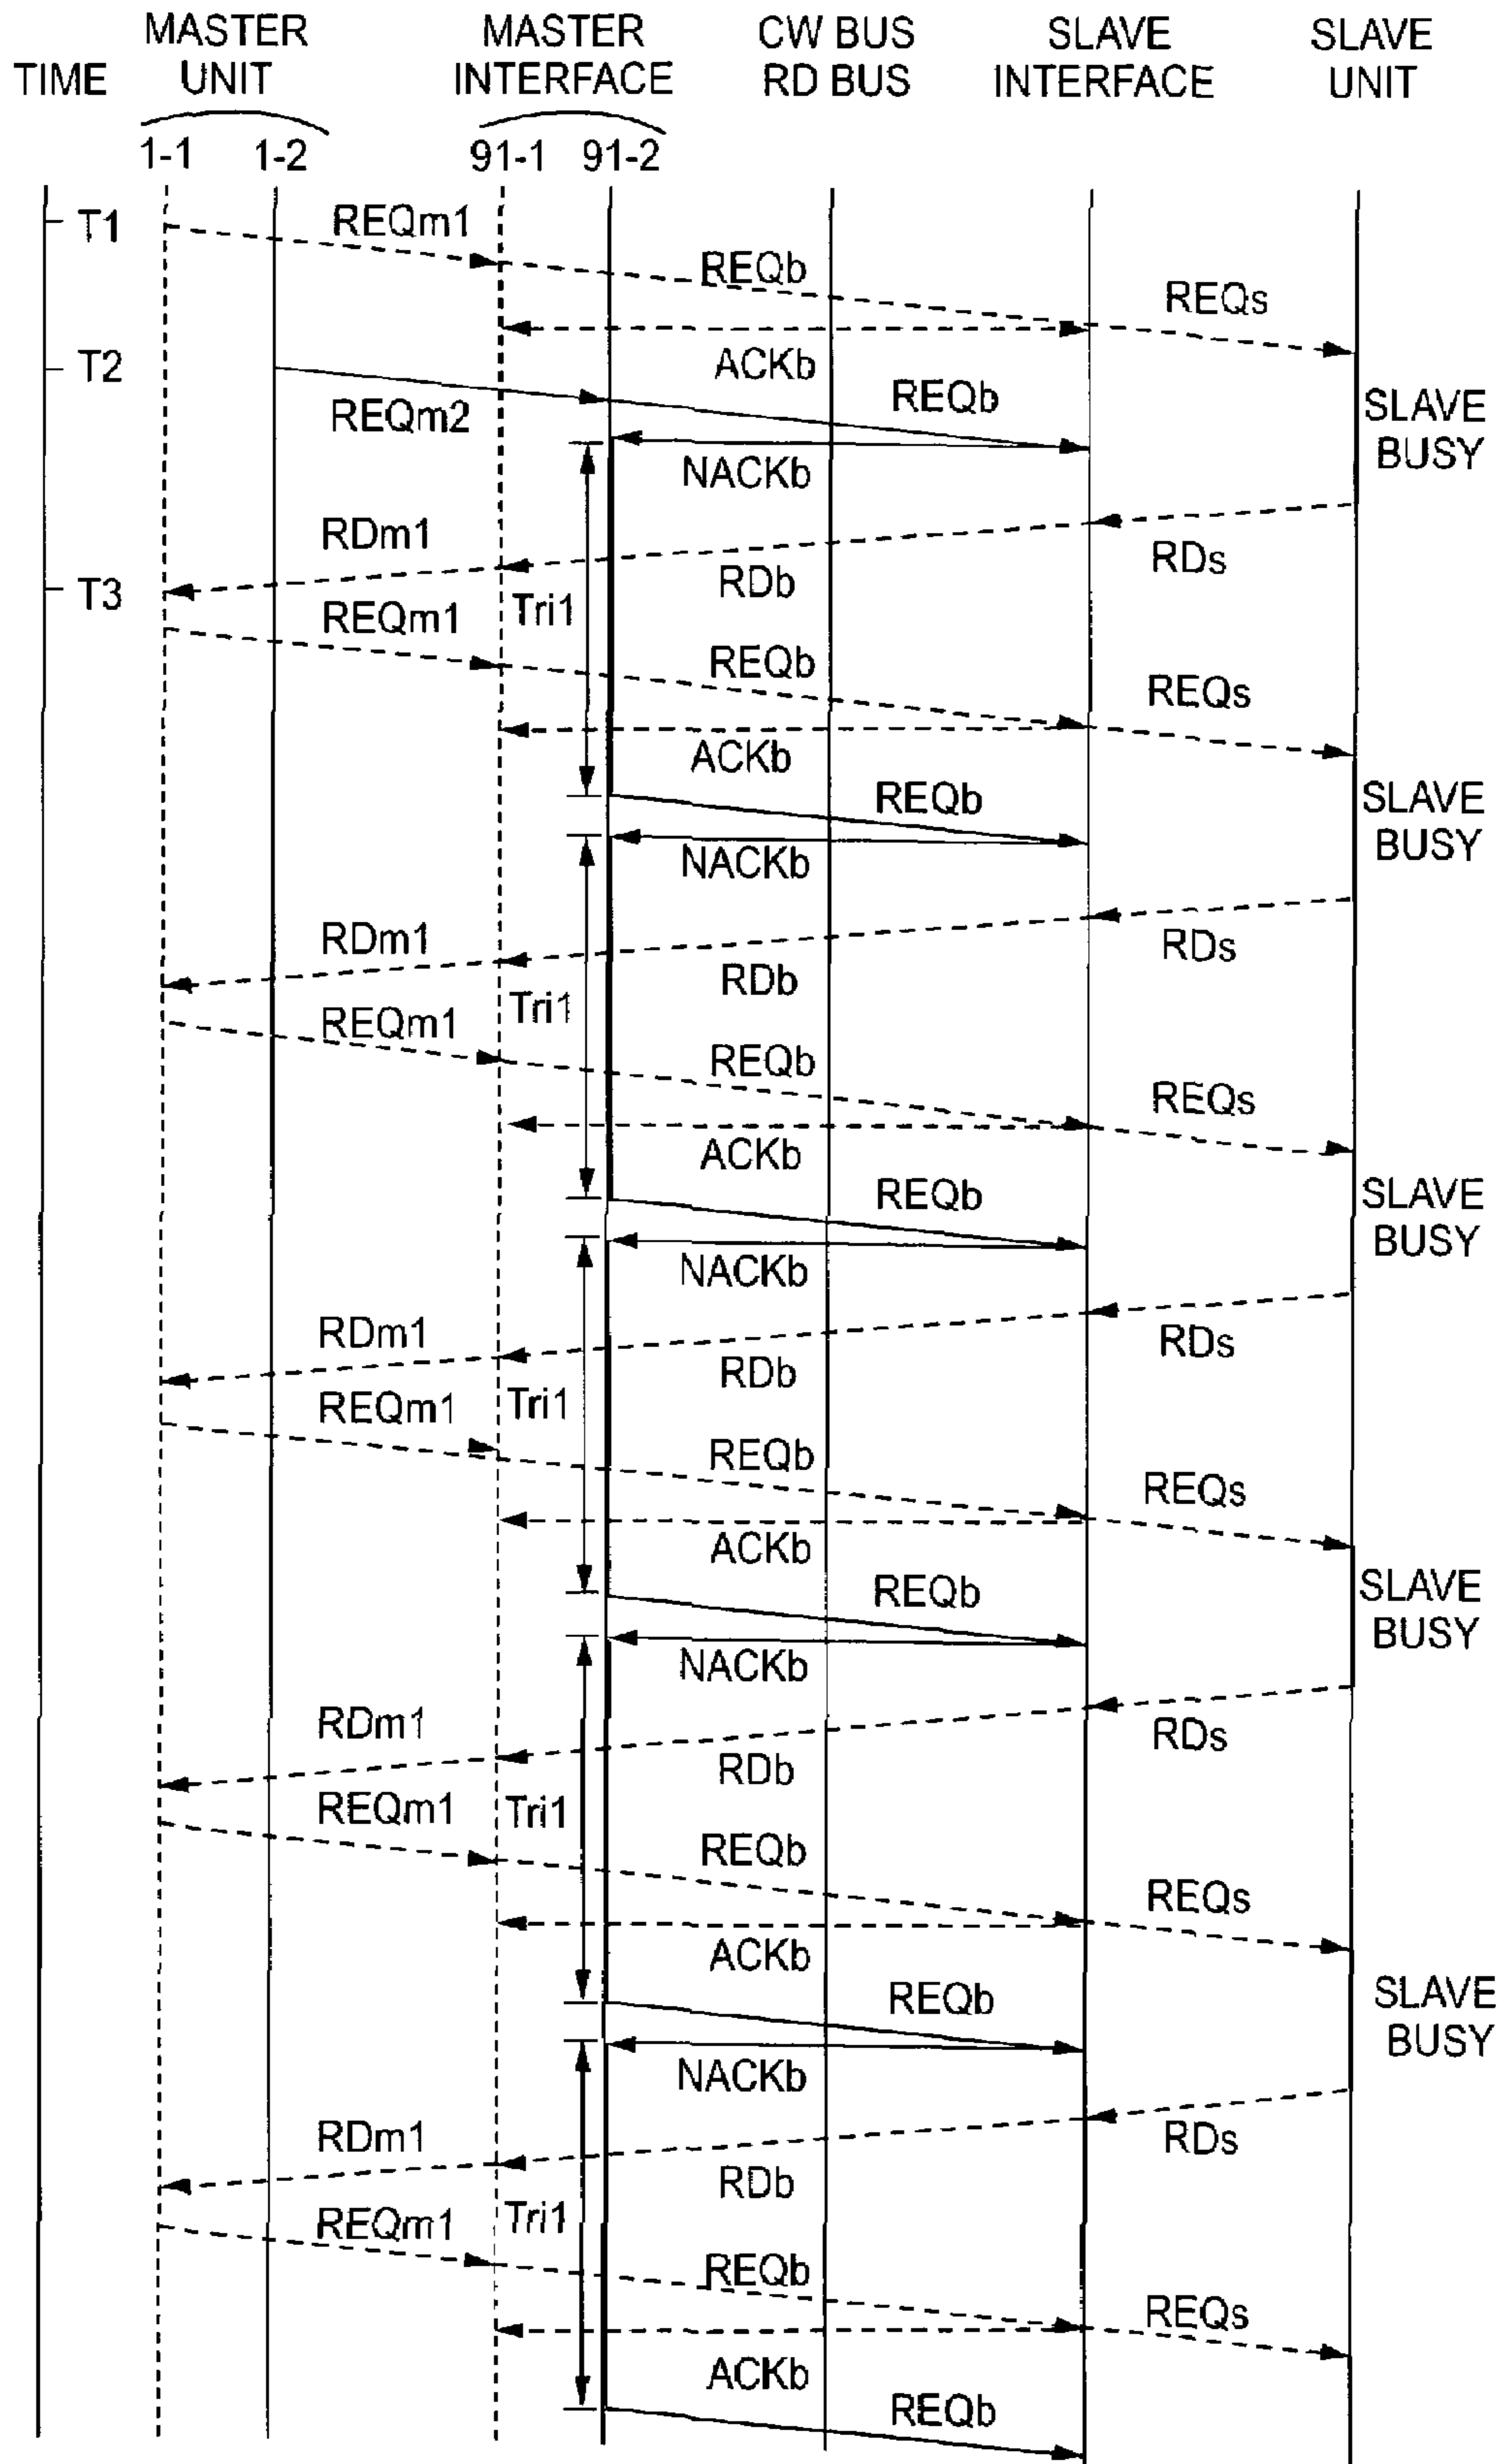 MASTER MASTER CW BUS SLAVE SLAVE
TIME UNIT INTERFACE RD BUS INTERFACE UNIT
1-1 1-2 91-1 91-2
T1
REQm1
REQb
REQs
T2
ACKb
REQb
REQm2
SLAVE
BUSY
NACKb
RDm1
RDs
RDb
T3
Tri1
REQm1
REQb
REQs
ACKb
REQb
SLAVE
BUSY
NACKb
RDm1
RDs
RDb
Tri1
REQm1
REQb
REQs
ACKb
REQb
SLAVE
BUSY
NACKb
RDm1
RDs
RDb
Tri1
REQm1
REQb
REQs
ACKb
REQb
SLAVE
BUSY
NACKb
RDm1
RDs
RDb
Tri1
REQm1
REQb
REQs
ACKb
REQb
SLAVE
BUSY
NACKb
RDm1
RDs
RDb
Tri1
REQm1
REQb
REQs
ACKb
REQb